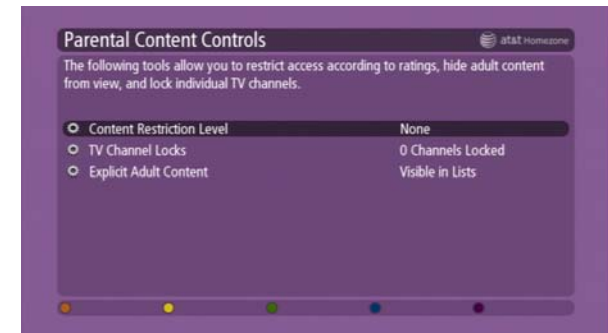 Parental Content Controls
at&t Homezone
The following tools allow you to restrict access according to ratings, hide adult content
from view, and lock individual TV channels.
Content Restriction Level None
TV Channel Locks 0 Channels Locked
Explicit Adult Content Visible in Lists